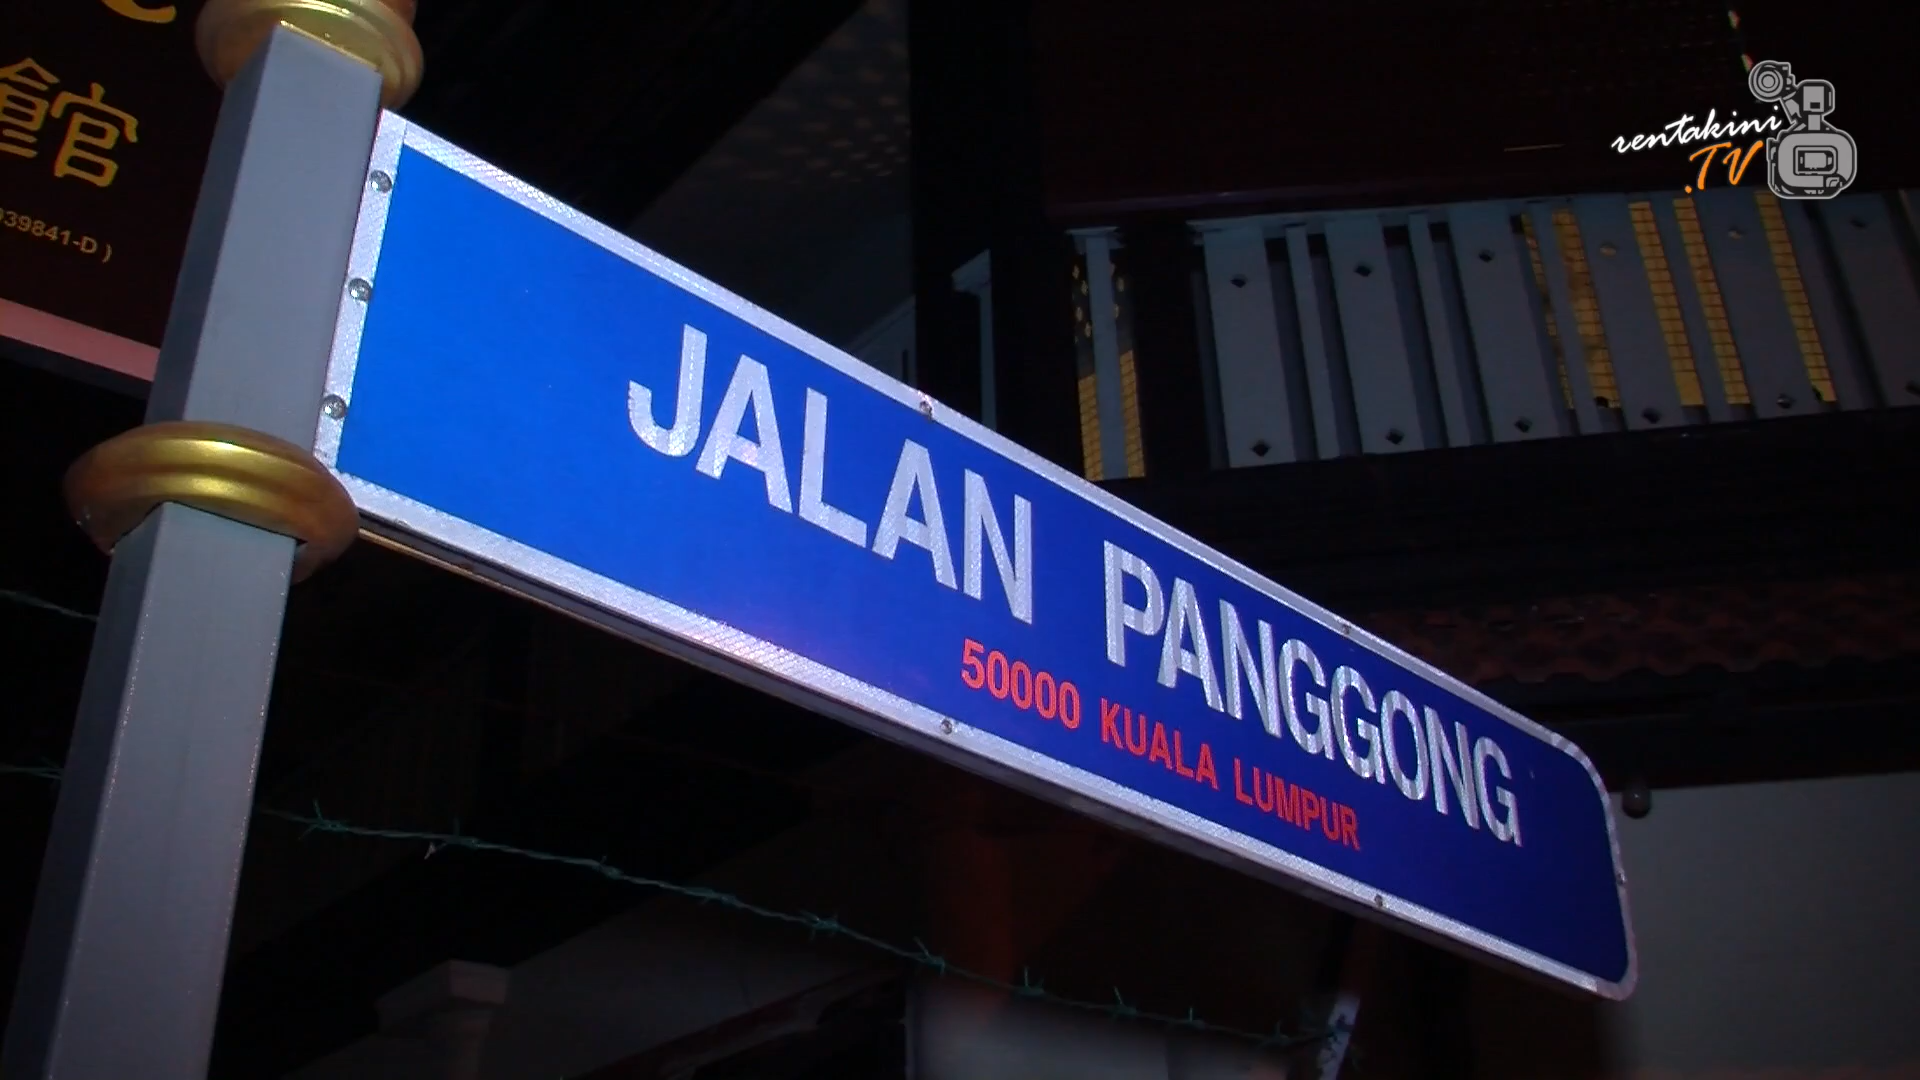 館
39841-D )
rentakini
.TV
JALAN PANGGONG
50000 KUALA LUMPUR